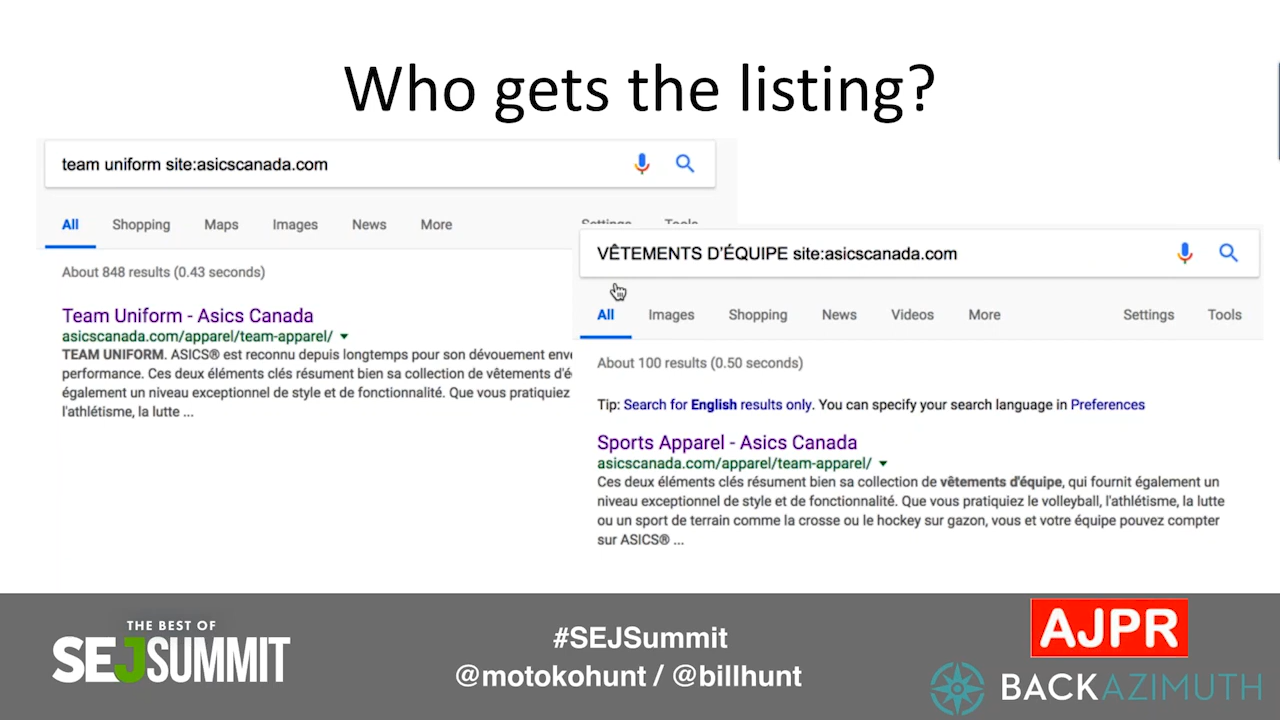 Who gets the listing?
team uniform site:asicscanada.com
All Shopping Maps Images News More Settings Tools
About 848 results (0.43 seconds)
Team Uniform - Asics Canada
asicscanada.com/apparel/team-apparel/
TEAM UNIFORM. ASICS® est reconnu depuis longtemps pour son dévouement
performance. Ces deux éléments clés résument bien sa collection de vêtements
également un niveau exceptionnel de style et de fonctionnalité. Que vous pratiquiez
l'athlétisme, la lutte ...
VÊTEMENTS D'ÉQUIPE site:asicscanada.com
All Images Shopping News Videos More Settings Tools
About 100 results (0.50 seconds)
Tip: Search for English results only. You can specify your search language in Preferences
Sports Apparel - Asics Canada
asicscanada.com/apparel/team-apparel/
Ces deux éléments clés résument bien sa collection de vêtements d'équipe, qui fournit également un
niveau exceptionnel de style et de fonctionnalité. Que vous pratiquiez le volleyball, l'athlétisme, la lutte
ou un sport de terrain comme la crosse ou le hockey sur gazon, vous et votre équipe pouvez compter
sur ASICS® ...
THE BEST OF
SEJSUMMIT
#SEJSummit
@motokohunt / @billhunt
AJPR
BACKAZIMUTH